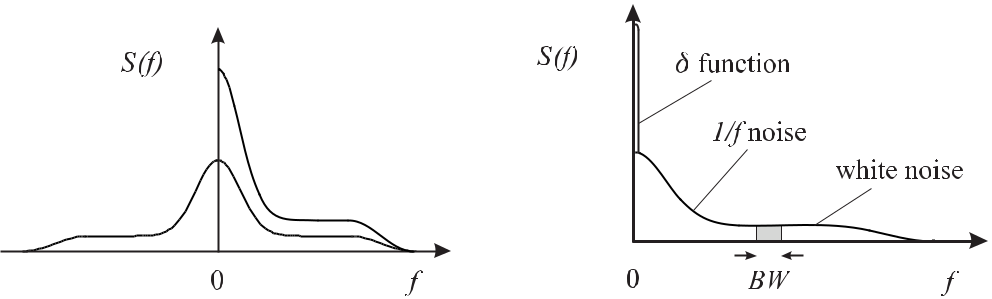 S(f)
0
f
S(f)
δ function
1/f noise
white noise
0
BW
f